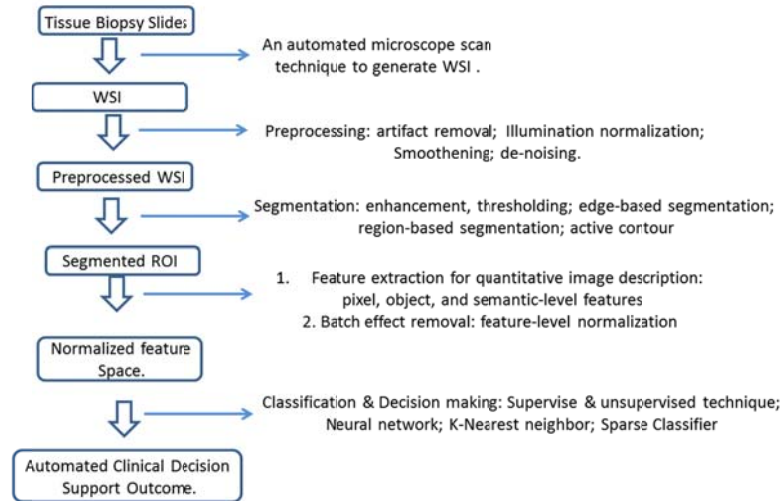 Tissue Biopsy Slides
An automated microscope scan
technique to generate WSI .
WSI
Preprocessing: artifact removal; Illumination normalization;
Smoothening; de-noising.
Preprocessed WSI
Segmentation: enhancement, thresholding; edge-based segmentation;
region-based segmentation; active contour
Segmented ROI
1. Feature extraction for quantitative image description:
pixel, object, and semantic-level features
2. Batch effect removal: feature-level normalization
Normalized feature
Space.
Classification & Decision making: Supervise & unsupervised technique;
Neural network; K-Nearest neighbor; Sparse Classifier
Automated Clinical Decision
Support Outcome.